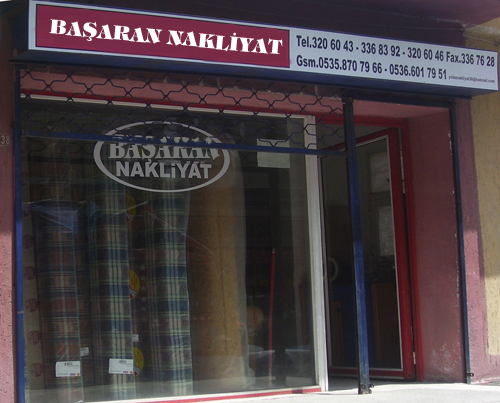 BAŞARAN NAKLİYAT
Tel.320 60 43 - 336 83 92 - 320 60 46 Fax.336 76 28
Gsm.0535.870 79 66 - 0536.601 79 51
BAŞARAN
NAKLİYAT
38